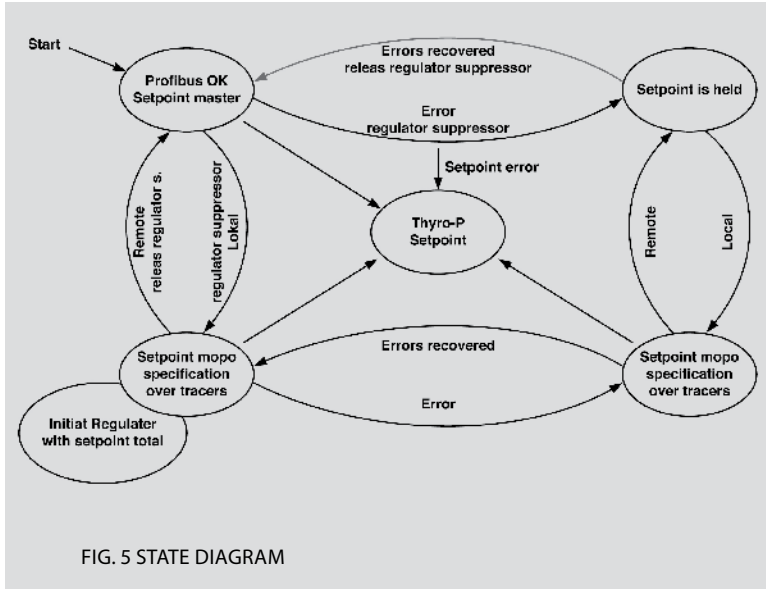 Start
Profibus OK
Setpoint master
Errors recovered
releas regulator suppressor
Error
regulator suppressor
Setpoint is held
Setpoint error
Thyro-P
Setpoint
Remote
releas regulator s.
regulator suppressor
Lokal
Remote
Local
Setpoint mopo
specification
over tracers
Errors recovered
Error
Setpoint mopo
specification
over tracers
Initiat Regulater
with setpoint total
FIG. 5 STATE DIAGRAM